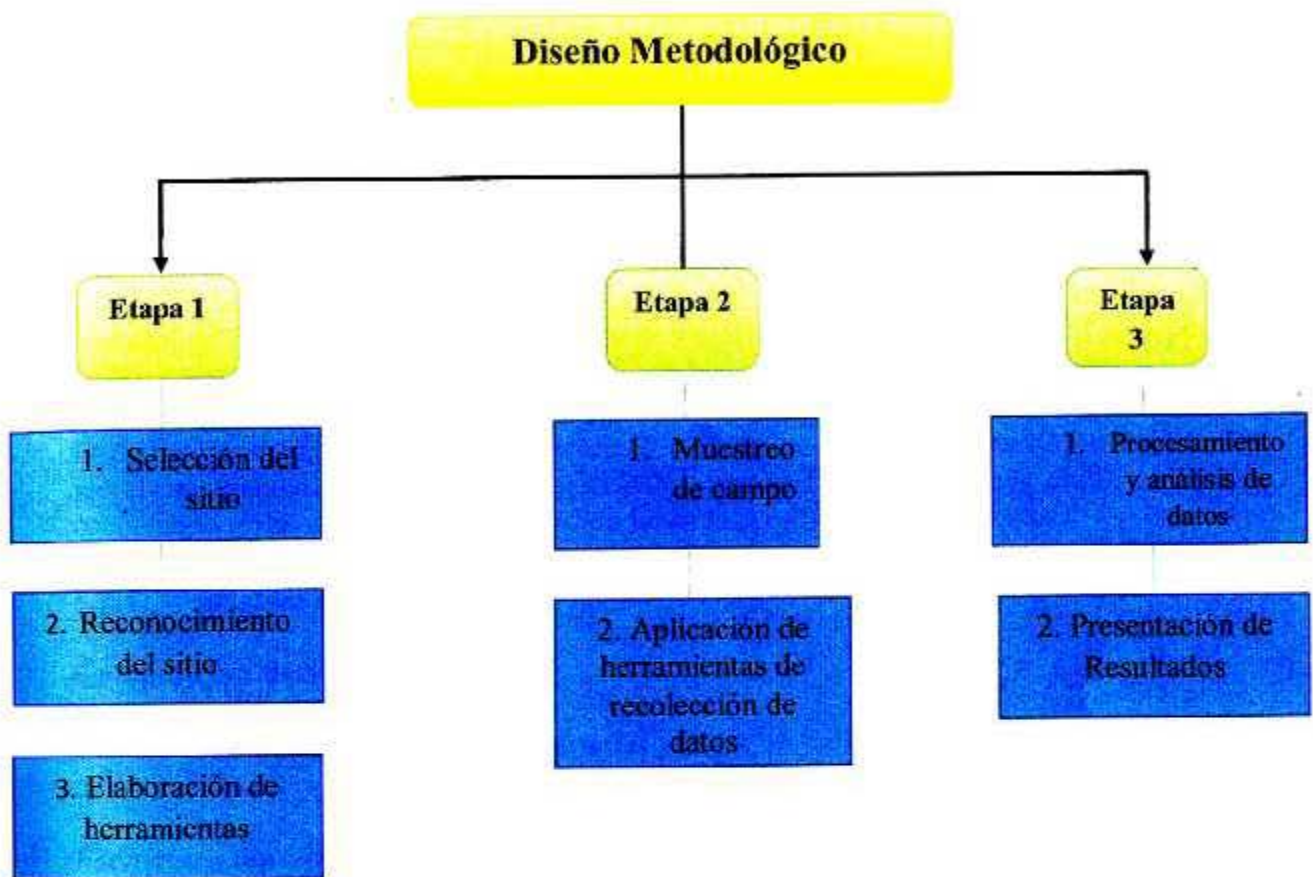 Diseño Metodológico
Etapa 1
1. Selección del
sitio
2. Reconocimiento
del sitio
3. Elaboración de
herramientas
Etapa 2
1. Muestreo
de campo
2. Aplicación de
herramientas de
recolección de
datos
Etapa
3
1. Procesamiento
y análisis de
datos
2. Presentación de
Resultados